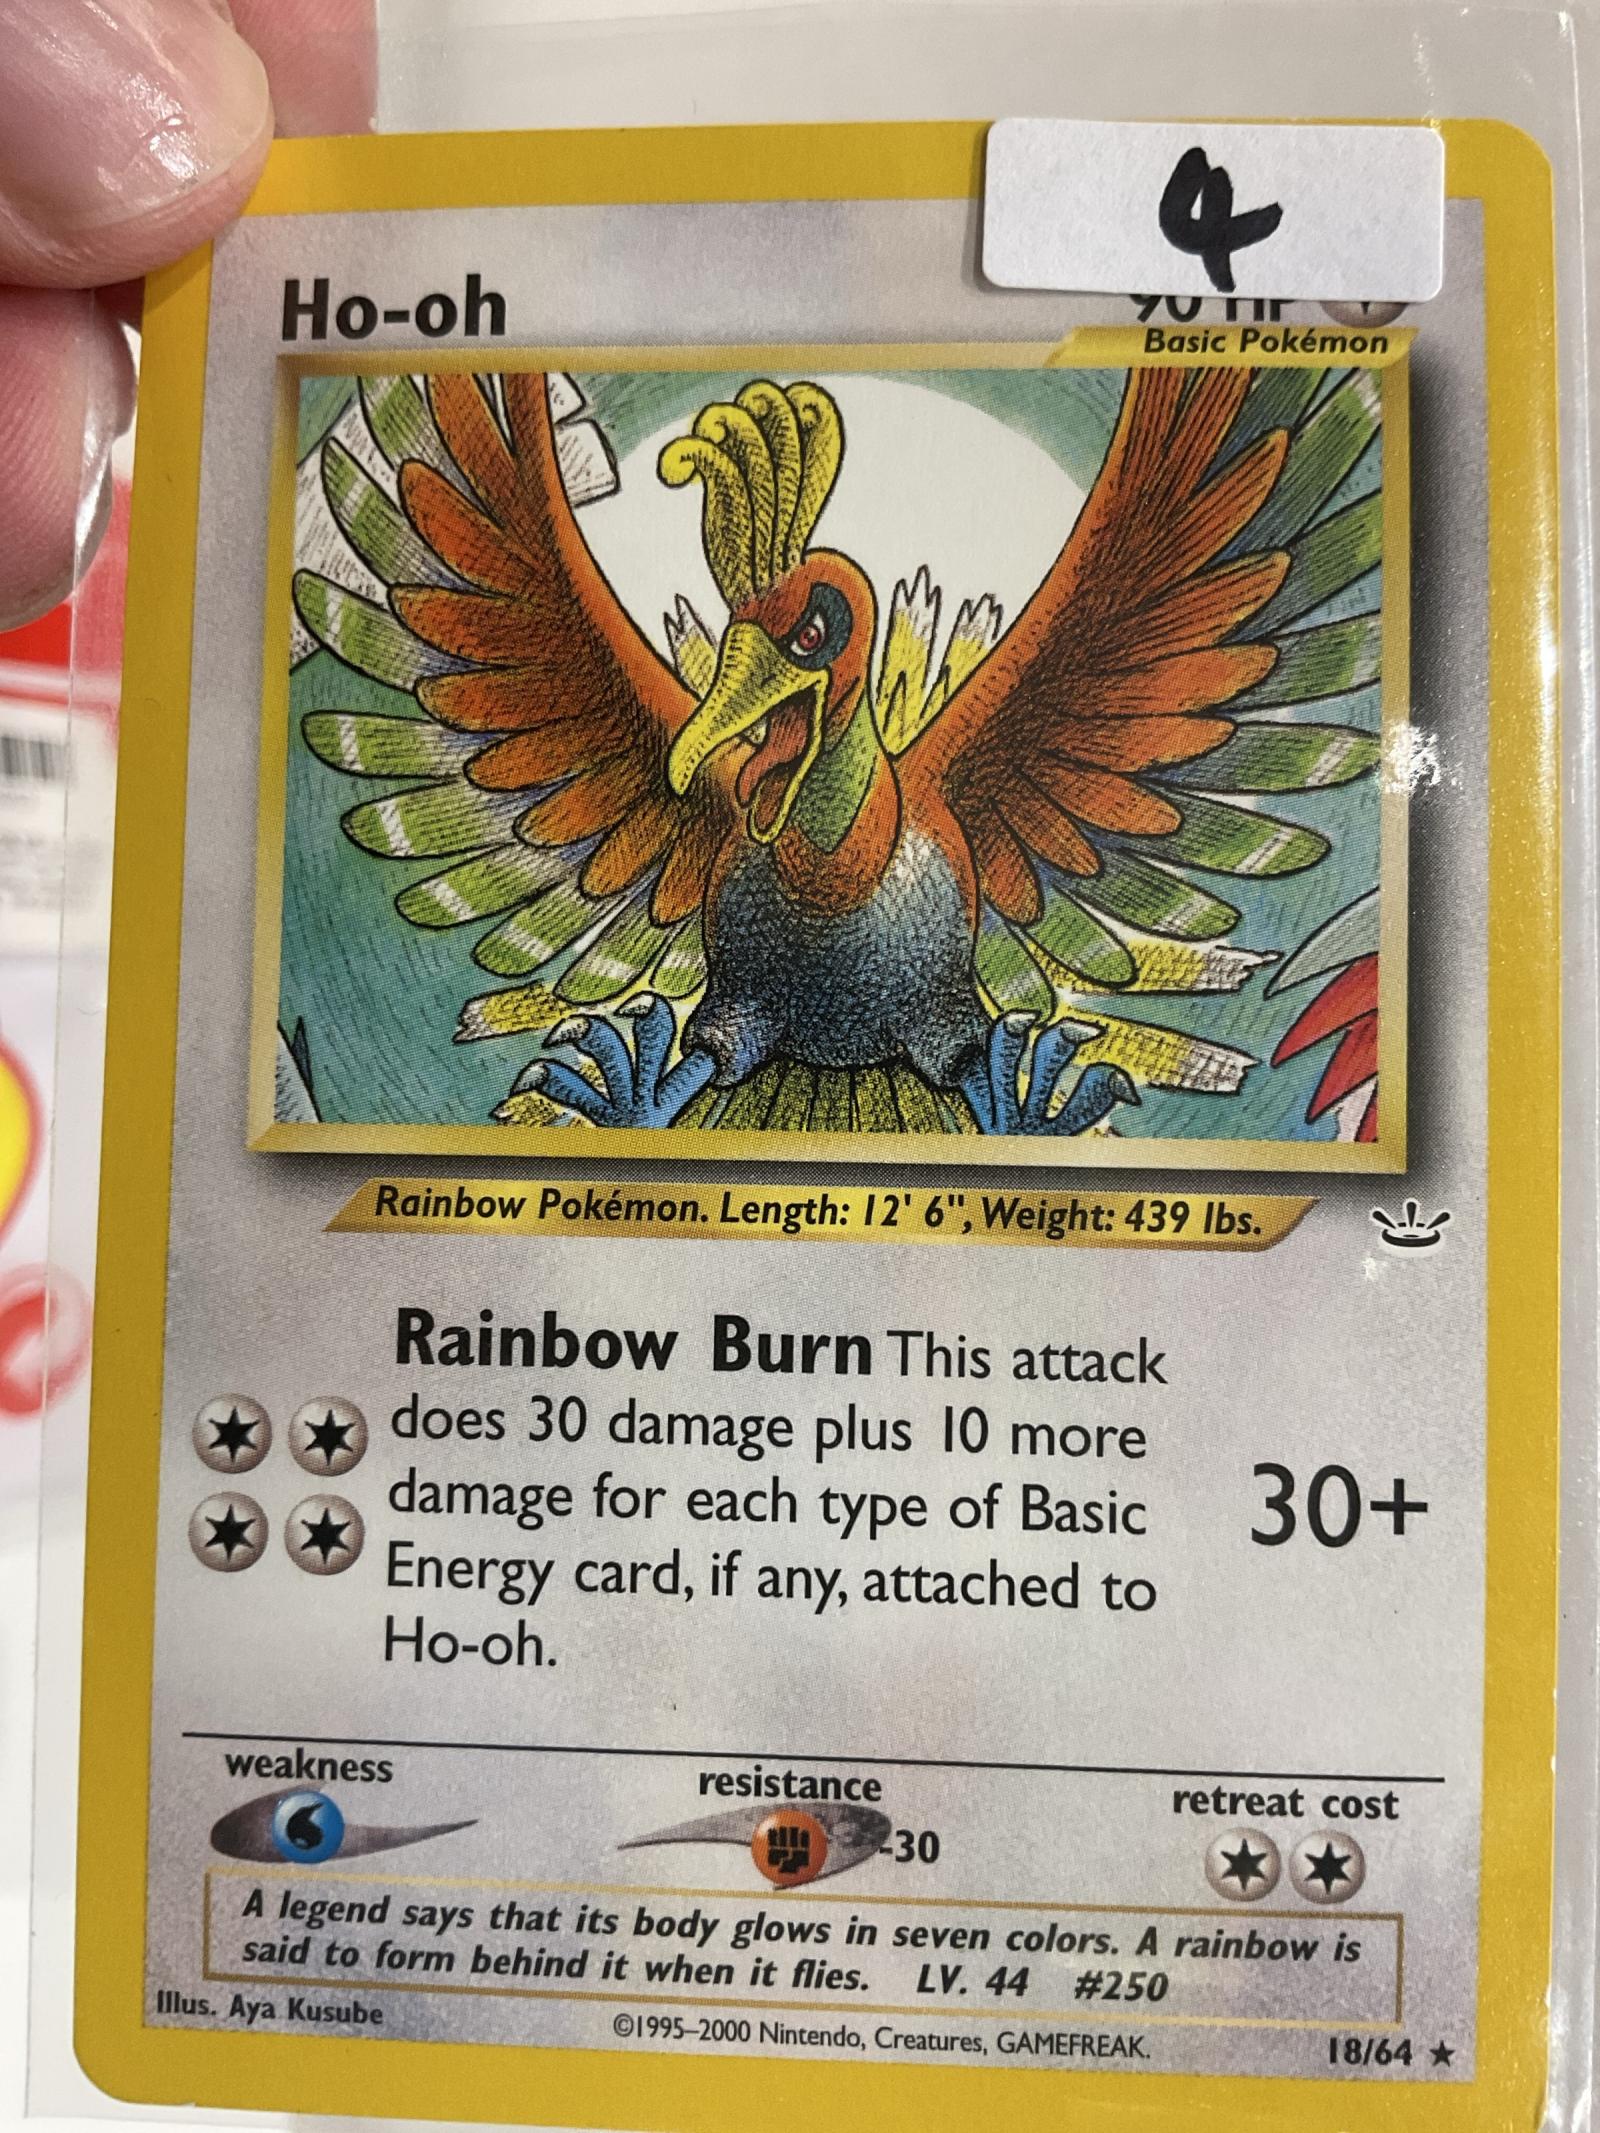 4
Ho-oh
90 HP
Basic Pokémon
Rainbow Pokémon. Length: 12' 6", Weight: 439 lbs.
Rainbow Burn This attack
does 30 damage plus 10 more
damage for each type of Basic
Energy card, if any, attached to
Ho-oh.
30+
weakness
resistance
retreat cost
-30
A legend says that its body glows in seven colors. A rainbow is
said to form behind it when it flies. LV. 44 #250
Illus. Aya Kusube
©1995–2000 Nintendo, Creatures, GAMEFREAK.
18/64 ★